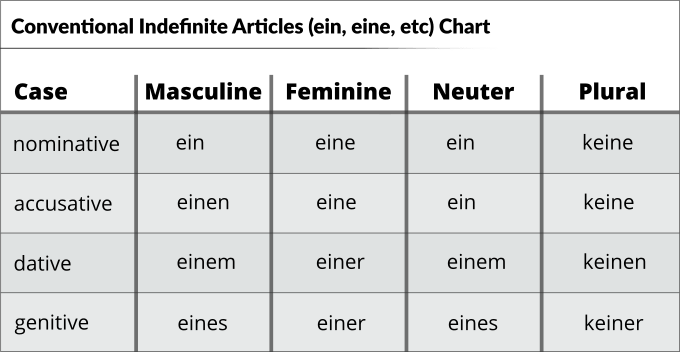 Conventional Indefinite Articles (ein, eine, etc) Chart
Case Masculine Feminine Neuter Plural
nominative ein eine ein keine
accusative einen eine ein keine
dative einem einer einem keinen
genitive eines einer eines keiner